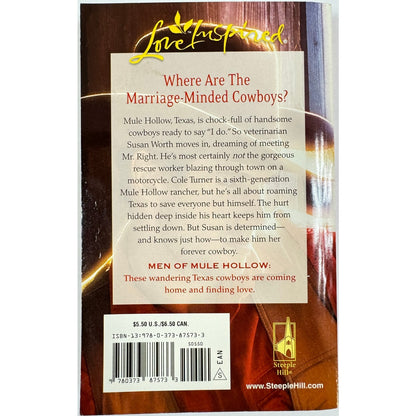 Love Inspired
Where Are The
Marriage-Minded Cowboys?
Mule Hollow, Texas, is chock-full of handsome
cowboys ready to say "I do." So veterinarian
Susan Worth moves in, dreaming of meeting
Mr. Right. He's most certainly not the gorgeous
rescue worker blazing through town on a
motorcycle. Cole Turner is a sixth-generation
Mule Hollow rancher, but he's all about roaming
Texas to save everyone but himself. The hurt
hidden deep inside his heart keeps him from
settling down. But Susan is determined—
and knows just how—to make him her
forever cowboy.
MEN OF MULE HOLLOW:
These wandering Texas cowboys are coming
home and finding love.
$5.50 U.S./$6.50 CAN.
ISBN-13:978-0-373-87573-3
50550
9 780373 875733
S
EAN
Steeple
Hill®
www.SteepleHill.com